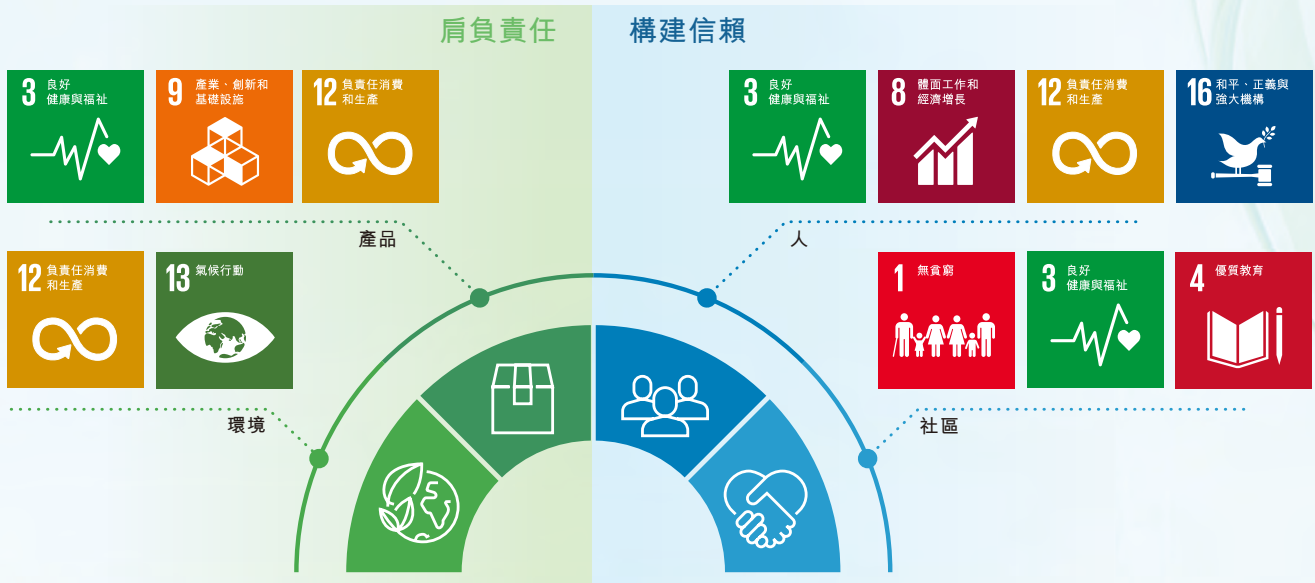 肩負責任
構建信賴
3 良好
健康與福祉
9 產業、創新和
基礎設施
12 負責任消費
和生產
3 良好
健康與福祉
8 體面工作和
經濟增長
12 負責任消費
和生產
16 和平、正義與
強大機構
產品
人
12 負責任消費
和生產
13 氣候行動
1 無貧窮
3 良好
健康與福祉
4 優質教育
環境
社區